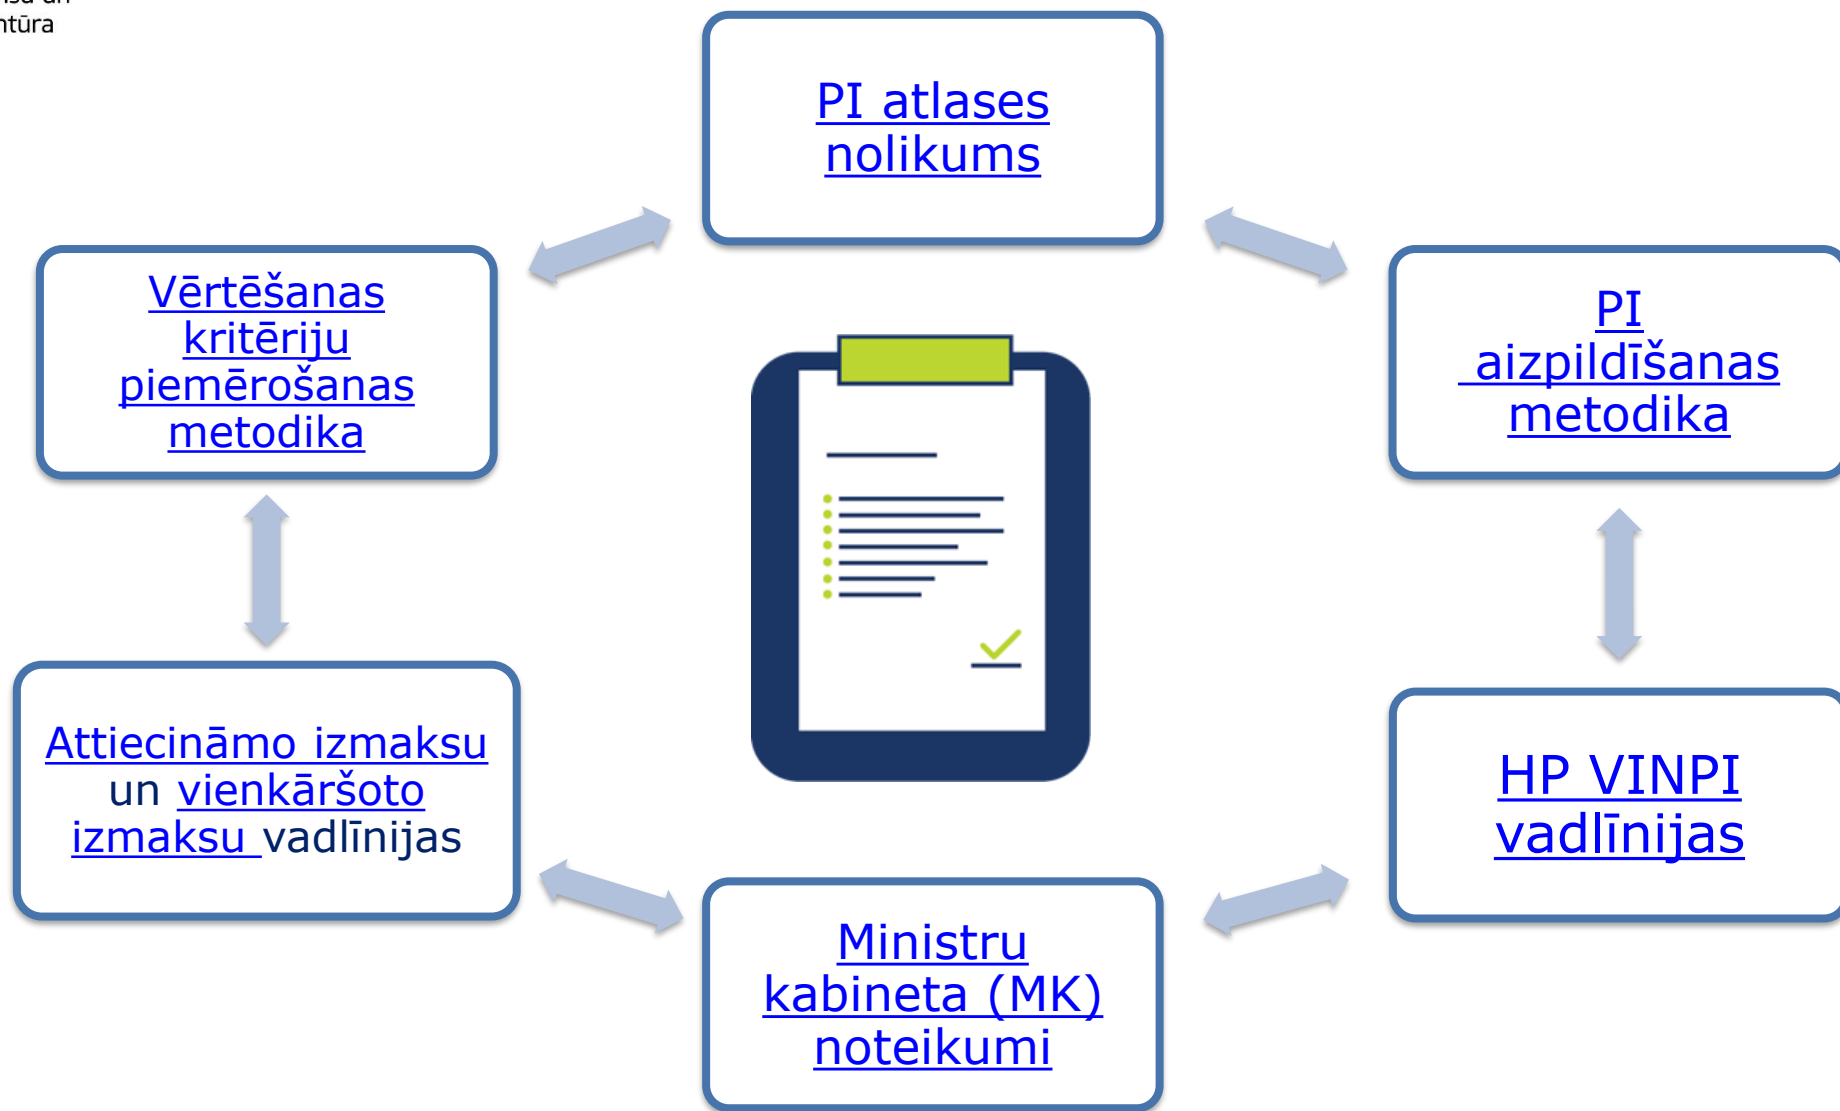 ntūra
PI atlases
nolikums
Vērtēšanas
kritēriju
piemērošanas
metodika
PI
aizpildīšanas
metodika
Attiecināmo izmaksu
un vienkāršoto
izmaksu vadlīnijas
HP VINPI
vadlīnijas
Ministru
kabineta (MK)
noteikumi